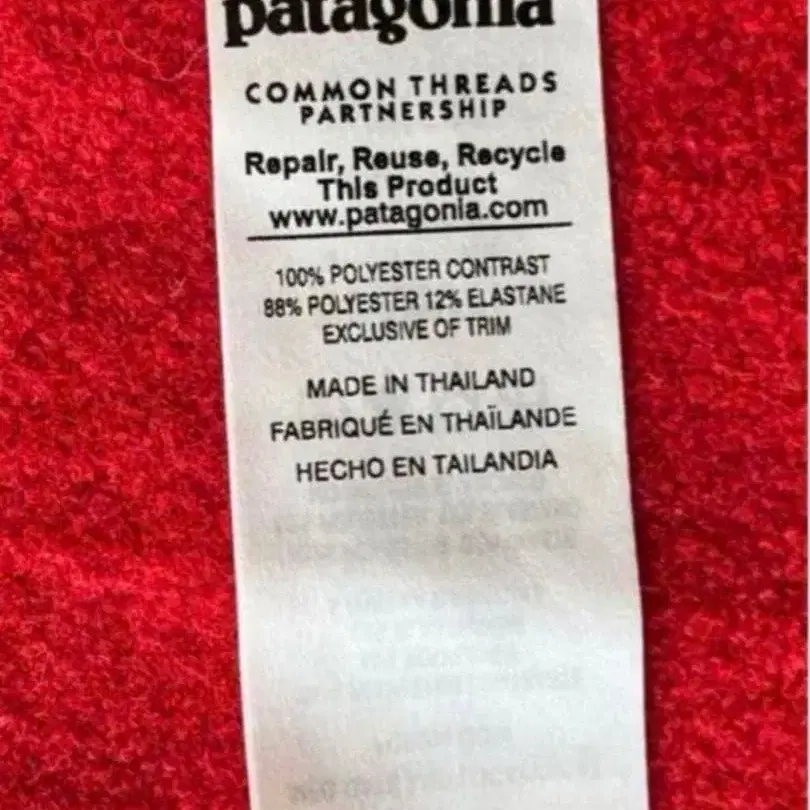 patagonia
COMMON THREADS
PARTNERSHIP
Repair, Reuse, Recycle
This Product
www.patagonia.com
100% POLYESTER CONTRAST
88% POLYESTER 12% ELASTANE
EXCLUSIVE OF TRIM
MADE IN THAILAND
FABRIQUÉ EN THAÏLANDE
HECHO EN TAILANDIA